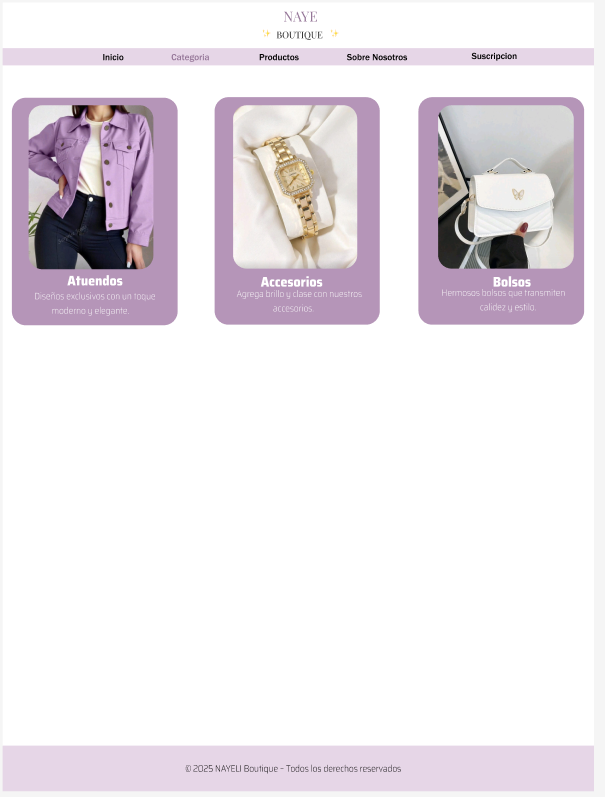 NAYE
✨ BOUTIQUE ✨
Inicio Categoria Productos Sobre Nosotros Suscripcion
Atuendos
Diseños exclusivos con un toque
moderno y elegante.
Accesorios
Agrega brillo y clase con nuestros
accesorios.
Bolsos
Hermosos bolsos que transmiten
calidez y estilo.
© 2025 NAYELI Boutique – Todos los derechos reservados